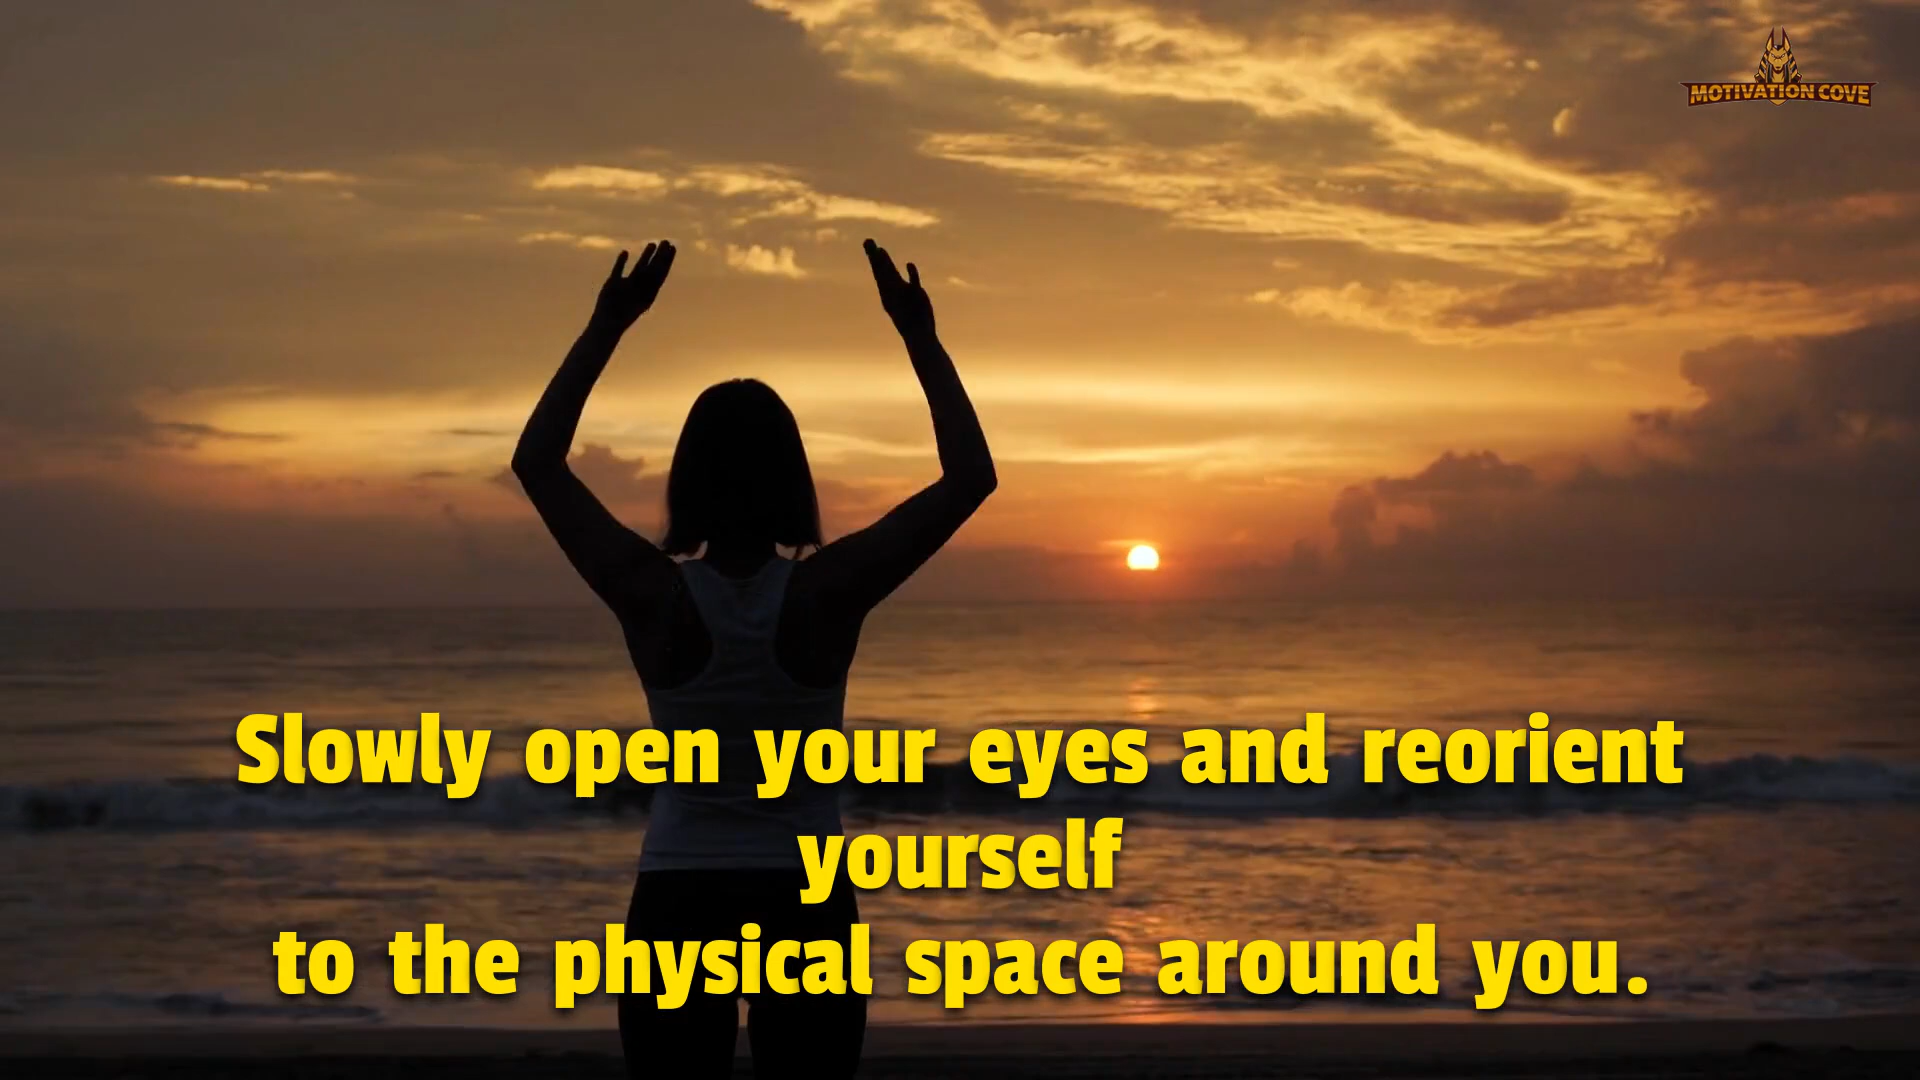 MOTIVATION COVE
Slowly open your eyes and reorient
yourself
to the physical space around you.